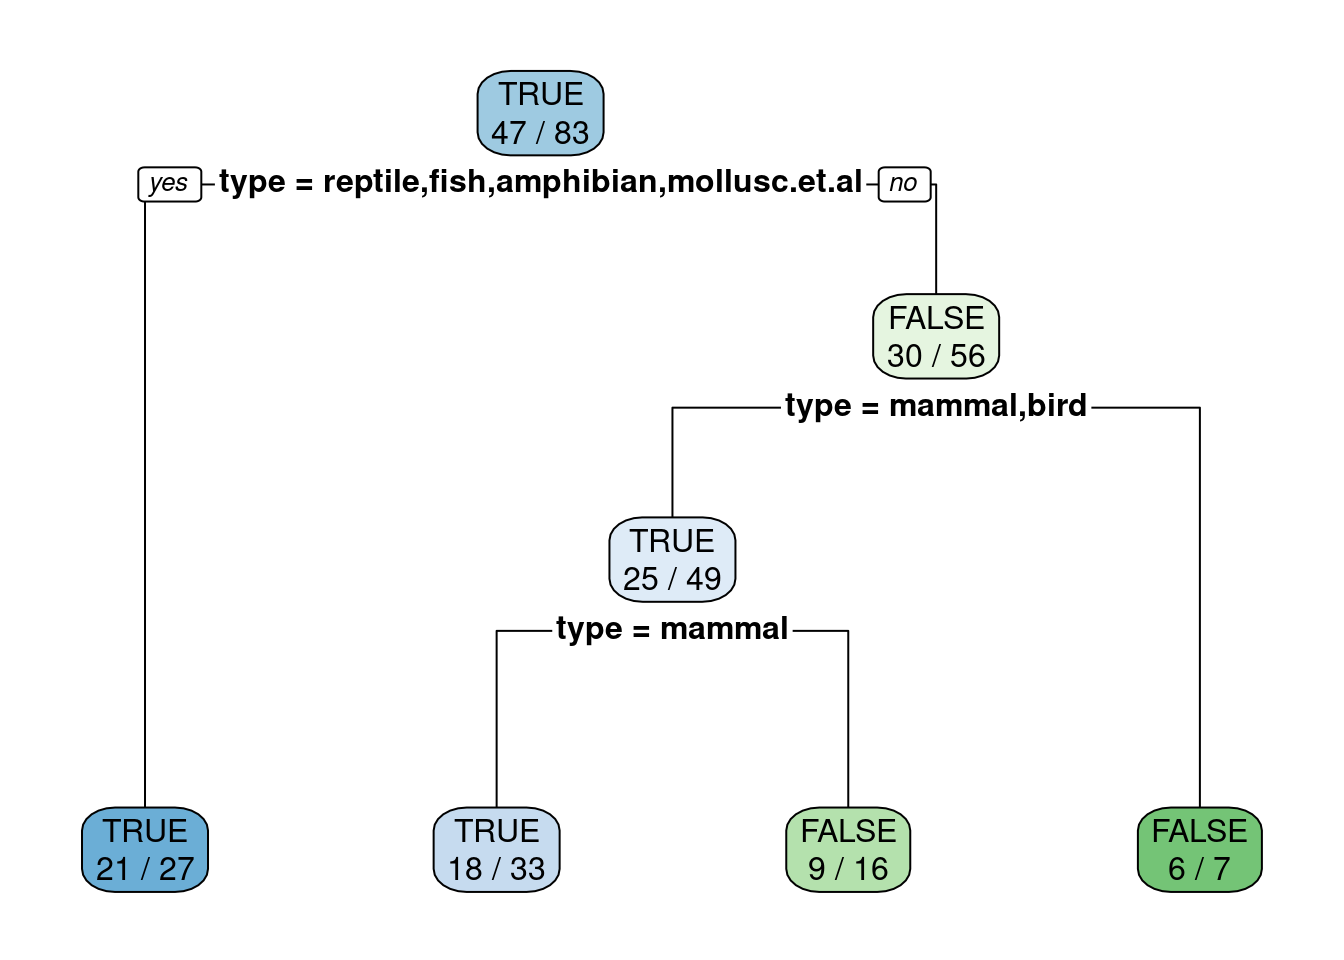 TRUE
47 / 83
yes
type = reptile,fish,amphibian,mollusc.et.al
no
FALSE
30 / 56
type = mammal,bird
TRUE
25 / 49
type = mammal
TRUE
21 / 27
TRUE
18 / 33
FALSE
9 / 16
FALSE
6 / 7